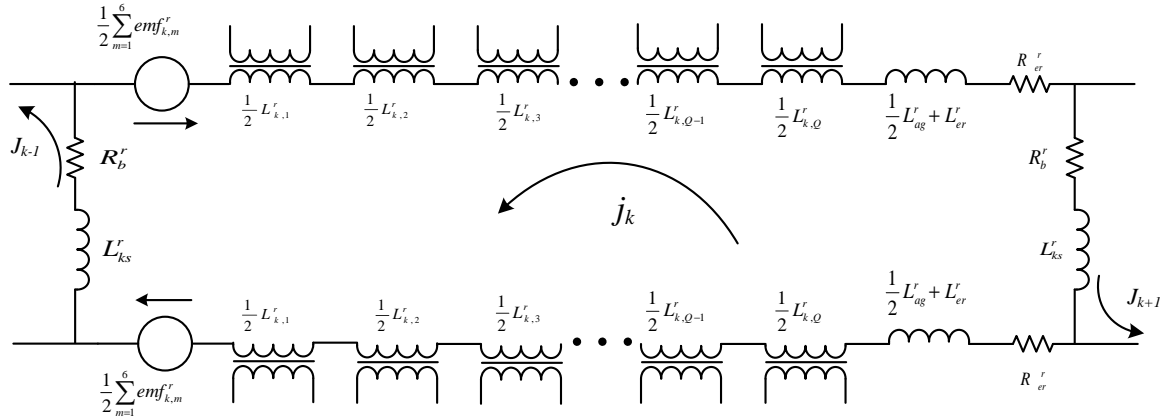 ½ ∑_{m=1}^{6} emf^r_{k,m}
½ L^r_{k,1}
½ L^r_{k,2}
½ L^r_{k,3}
½ L^r_{k,Q-1}
½ L^r_{k,Q}
½ L^r_{ag} + L^r_{er}
R^r_{er}
J_{k-1}
R^r_b
L^r_{ks}
j_k
R^r_b
L^r_{ks}
J_{k+1}
½ L^r_{k,1}
½ L^r_{k,2}
½ L^r_{k,3}
½ L^r_{k,Q-1}
½ L^r_{k,Q}
½ L^r_{ag} + L^r_{er}
½ ∑_{m=1}^{6} emf^r_{k,m}
R^r_{er}